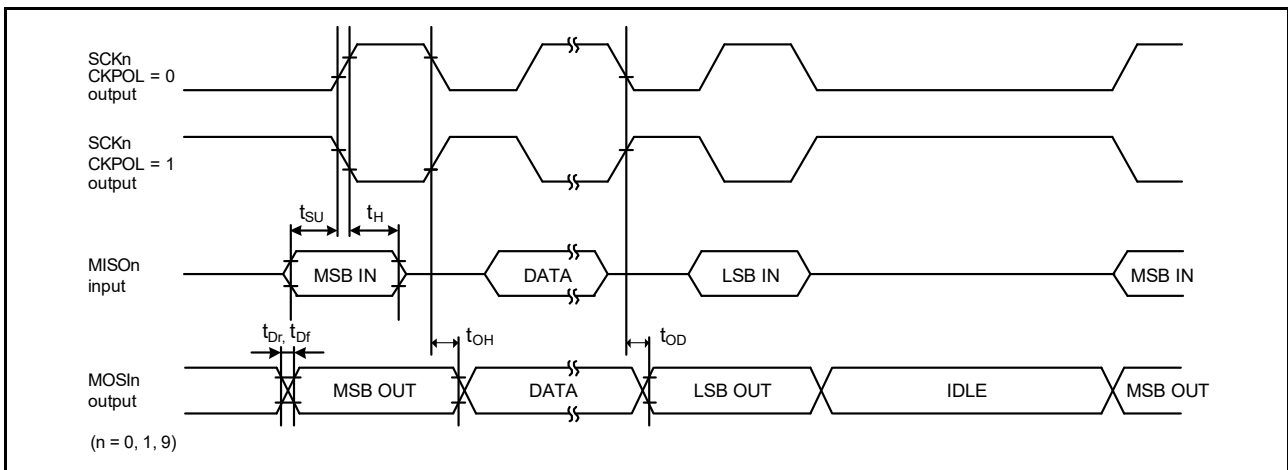 SCKn
CKPOL = 0
output
SCKn
CKPOL = 1
output
tSU
tH
MISOn
input
MSB IN
DATA
LSB IN
MSB IN
tDr, tDf
tOH
tOD
MOSIn
output
MSB OUT
DATA
LSB OUT
IDLE
MSB OUT
(n = 0, 1, 9)